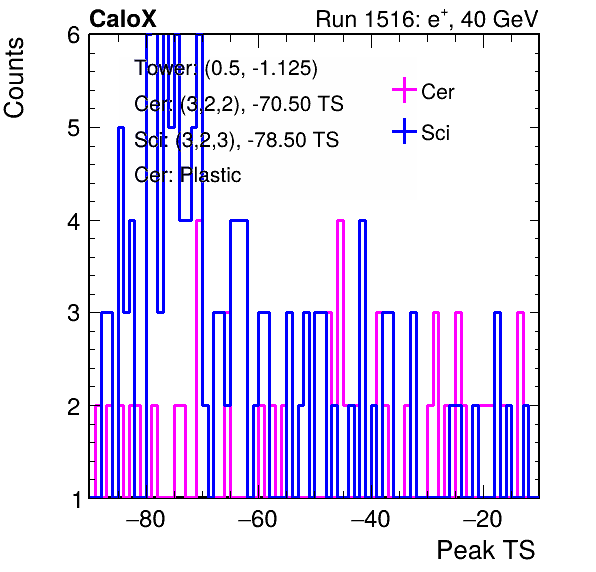 CaloX Run 1516: e⁺, 40 GeV
Counts
Tower: (0.5, -1.125)
Cer: (3,2,2), -70.50 TS
Sci: (3,2,3), -78.50 TS
Cer: Plastic
Cer
Sci
6
5
4
3
2
1
−80 −60 −40 −20
Peak TS